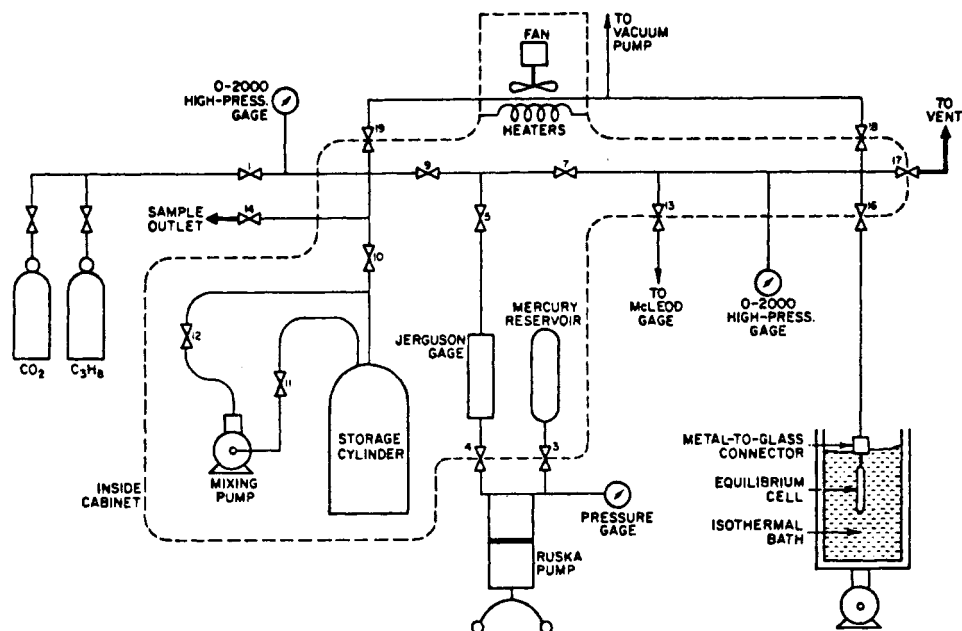 TO
VACUUM
PUMP
FAN
HEATERS
0-2000
HIGH-PRESS.
GAGE
19
18
TO
VENT
1
9
7
17
SAMPLE
OUTLET
14
5
13
16
10
TO
McLEOD
GAGE
0-2000
HIGH-PRESS.
GAGE
MERCURY
RESERVOIR
JERGUSON
GAGE
12
11
CO2
C3H8
STORAGE
CYLINDER
MIXING
PUMP
INSIDE
CABINET
4
3
PRESSURE
GAGE
RUSKA
PUMP
METAL-TO-GLASS
CONNECTOR
EQUILIBRIUM
CELL
ISOTHERMAL
BATH